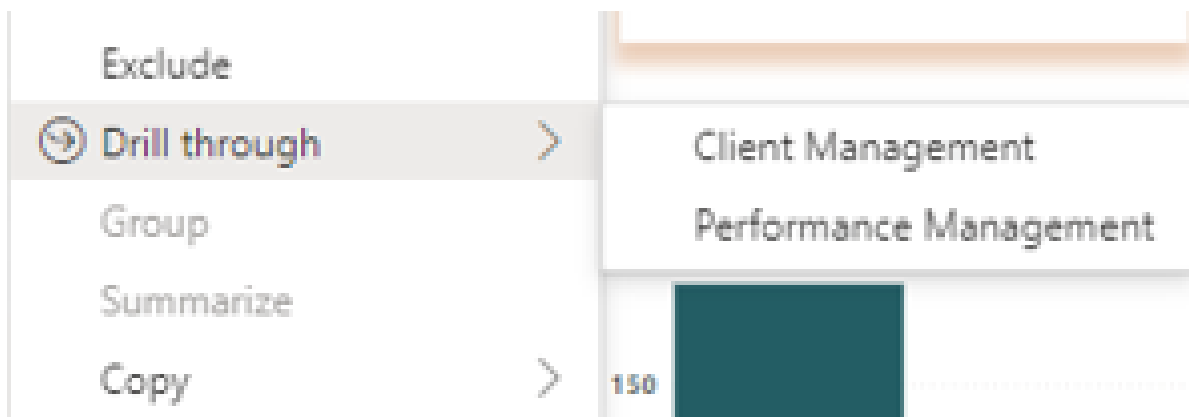 Exclude
Drill through
Client Management
Performance Management
Group
Summarize
Copy
150